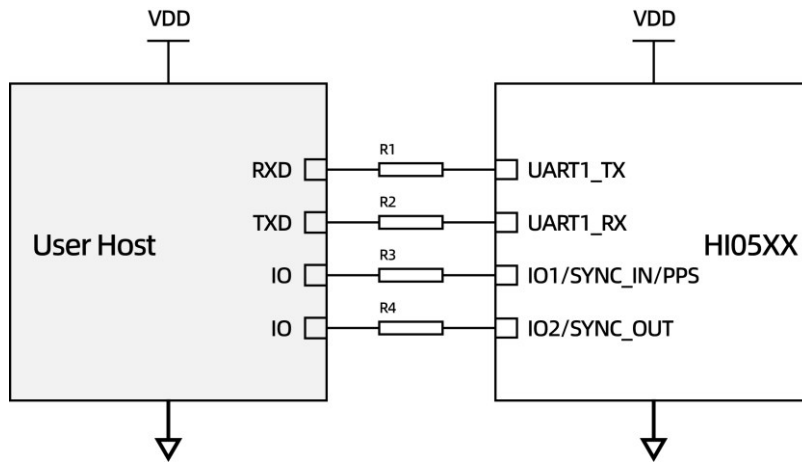 VDD
VDD
R1
RXD
UART1_TX
R2
TXD
UART1_RX
User Host
HI05XX
R3
IO
IO1/SYNC_IN/PPS
R4
IO
IO2/SYNC_OUT